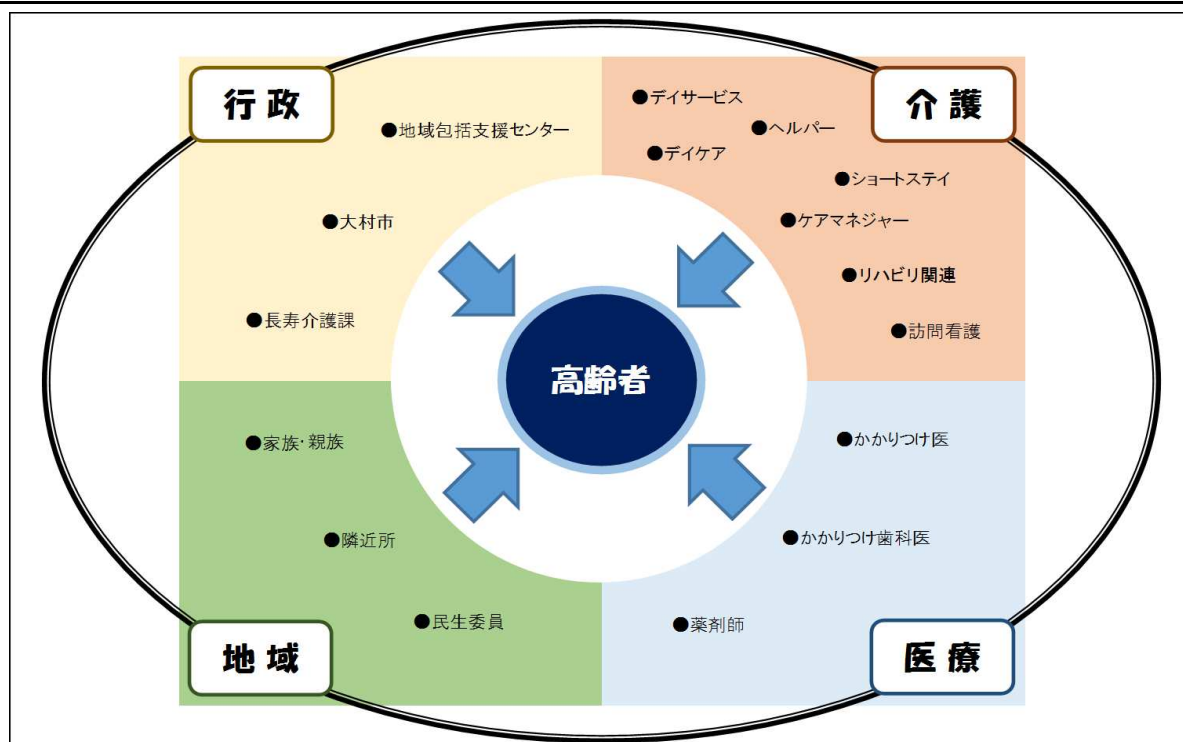 行政
●地域包括支援センター
●大村市
●長寿介護課
介護
●デイサービス
●ヘルパー
●デイケア
●ショートステイ
●ケアマネジャー
●リハビリ関連
●訪問看護
高齢者
●家族・親族
●隣近所
●民生委員
地域
●かかりつけ医
●かかりつけ歯科医
●薬剤師
医療